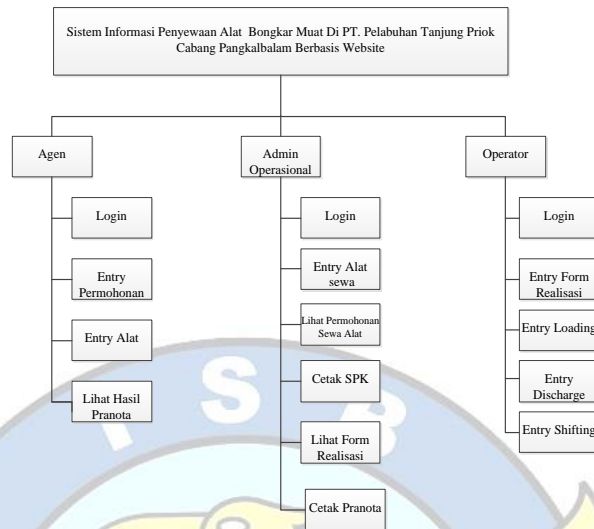 Sistem Informasi Penyewaan Alat Bongkar Muat Di PT. Pelabuhan Tanjung Priok
Cabang Pangkalbalam Berbasis Website
Agen
Login
Entry
Permohonan
Entry Alat
Lihat Hasil
Pranota
Admin
Operasional
Login
Entry Alat
sewa
Lihat Permohonan
Sewa Alat
Cetak SPK
Lihat Form
Realisasi
Cetak Pranota
Operator
Login
Entry Form
Realisasi
Entry Loading
Entry
Discharge
Entry Shifting
I S B